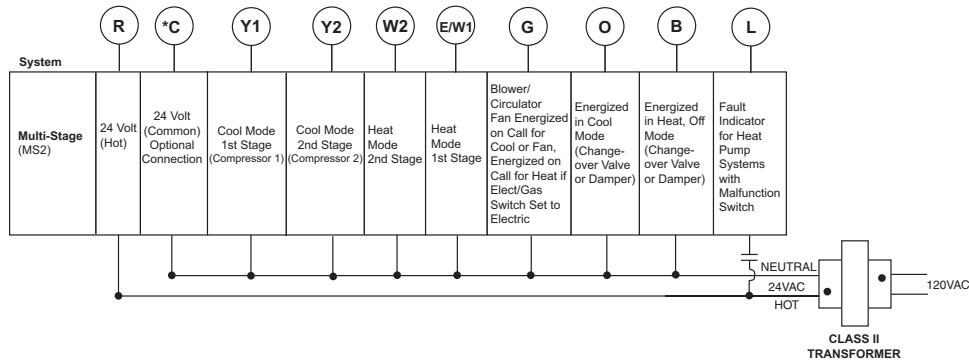 R
*C
Y1
Y2
W2
E/W1
G
O
B
L
System
Multi-Stage
(MS2)
24 Volt
(Hot)
24 Volt
(Common)
Optional
Connection
Cool Mode
1st Stage
(Compressor 1)
Cool Mode
2nd Stage
(Compressor 2)
Heat
Mode
2nd Stage
Heat
Mode
1st Stage
Blower/
Circulator
Fan Energized
on Call for
Cool or Fan,
Energized on
Call for Heat if
Elect/Gas
Switch Set to
Electric
Energized
in Cool
Mode
(Change-
over Valve
or Damper)
Energized
in Heat, Off
Mode
(Change-
over Valve
or Damper)
Fault
Indicator
for Heat
Pump
Systems
with
Malfunction
Switch
NEUTRAL
24VAC
HOT
120VAC
CLASS II
TRANSFORMER